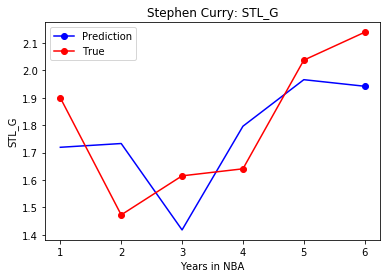 Stephen Curry: STL_G
Prediction
True
2.1
2.0
1.9
1.8
1.7
1.6
1.5
1.4
STL_G
1 2 3 4 5 6
Years in NBA